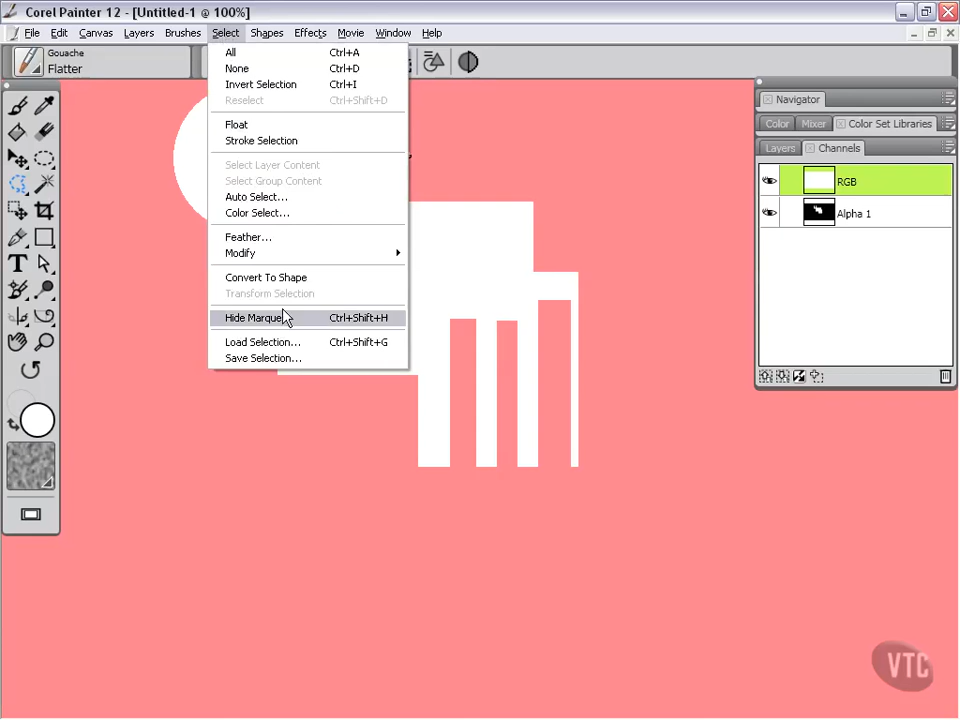 Corel Painter 12 - [Untitled-1 @ 100%]
File Edit Canvas Layers Brushes Select Shapes Effects Movie Window Help
Gouache
Flatter
All Ctrl+A
None Ctrl+D
Invert Selection Ctrl+I
Reselect Ctrl+Shift+D
Float
Stroke Selection
Select Layer Content
Select Group Content
Auto Select...
Color Select...
Feather...
Modify
Convert To Shape
Transform Selection
Hide Marque Ctrl+Shift+H
Load Selection... Ctrl+Shift+G
Save Selection...
Navigator
Color Mixer Color Set Libraries
Layers Channels
RGB
Alpha 1
T
VTC